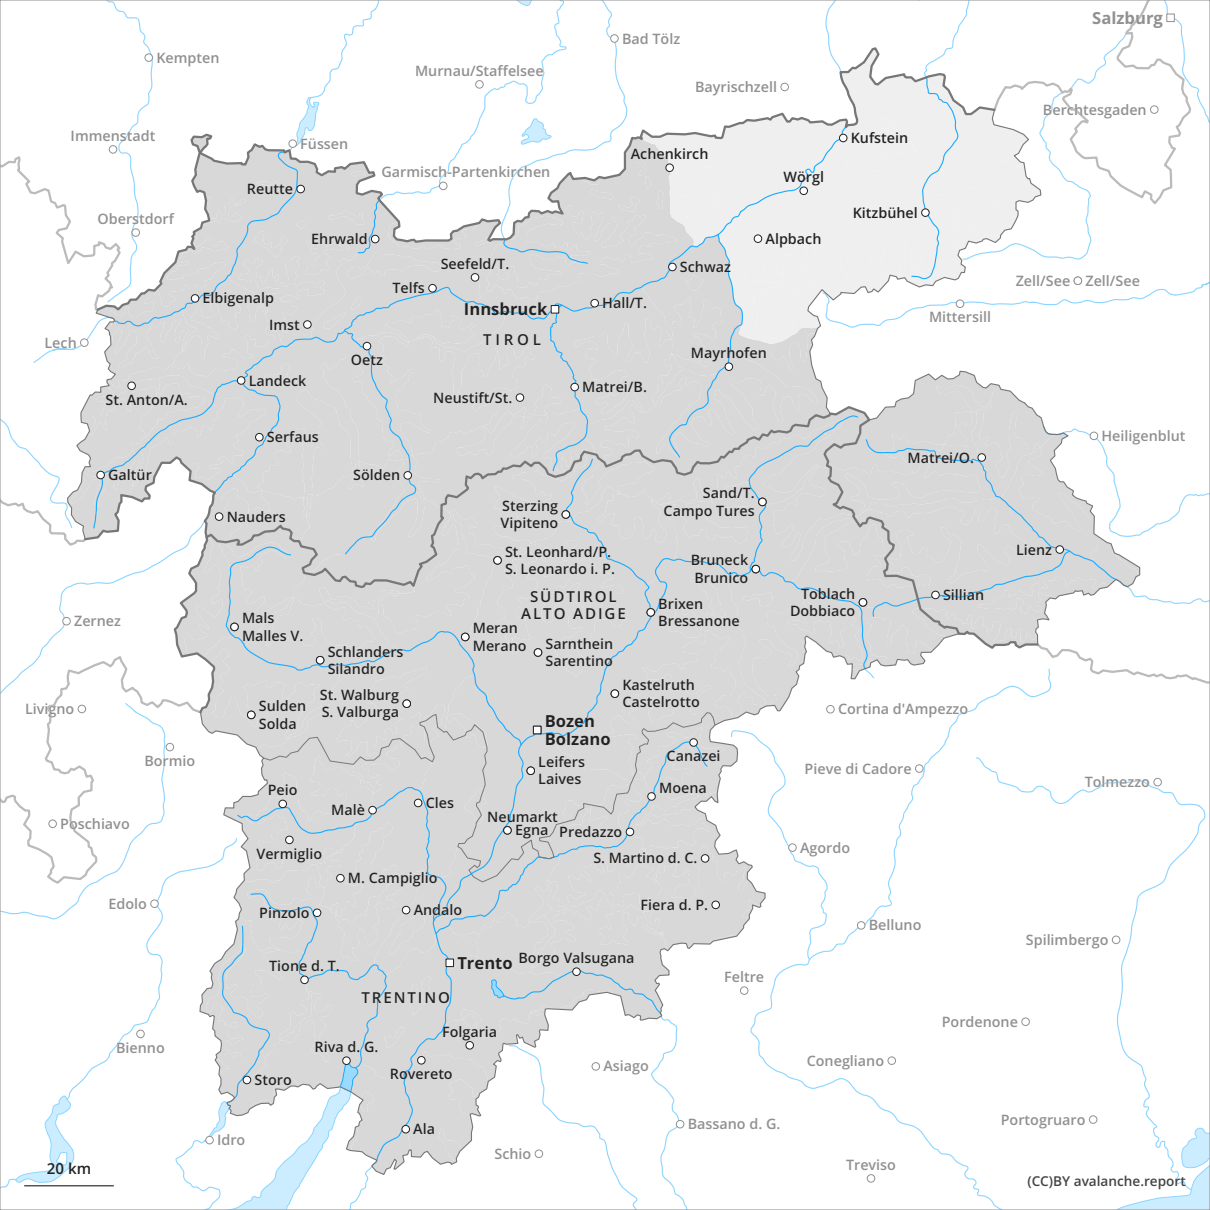 Salzburg
Bad Tölz
Kempten
Murnau/Staffelsee
Bayrischzell
Berchtesgaden
Immenstadt
Füssen
Kufstein
Achenkirch
Garmisch-Partenkirchen
Wörgl
Reutte
Oberstdorf
Kitzbühel
Ehrwald
Alpbach
Seefeld/T.
Schwaz
Zell/See
Zell/See
Telfs
Elbigenalp
Hall/T.
Innsbruck
Mittersill
Imst
TIROL
Lech
Mayrhofen
Oetz
Landeck
Matrei/B.
St. Anton/A.
Neustift/St.
Serfaus
Heiligenblut
Matrei/O.
Galtür
Sölden
Sand/T.
Campo Tures
Sterzing
Vipiteno
Nauders
St. Leonhard/P.
S. Leonardo i. P.
Lienz
Bruneck
Brunico
SÜDTIROL
ALTO ADIGE
Toblach
Dobbiaco
Sillian
Brixen
Bressanone
Zernez
Mals
Malles V.
Meran
Merano
Sarnthein
Sarentino
Schlanders
Silandro
Kastelruth
Castelrotto
St. Walburg
S. Valburga
Livigno
Sulden
Solda
Cortina d'Ampezzo
Bozen
Bolzano
Canazei
Bormio
Leifers
Laives
Pieve di Cadore
Tolmezzo
Peio
Moena
Malè
Cles
Neumarkt
Egna
Predazzo
Poschiavo
Vermiglio
Agordo
S. Martino d. C.
M. Campiglio
Edolo
Pinzolo
Andalo
Fiera d. P.
Belluno
Spilimbergo
Trento
Borgo Valsugana
Tione d. T.
Feltre
TRENTINO
Pordenone
Folgaria
Bienno
Riva d. G.
Conegliano
Asiago
Rovereto
Storo
Portogruaro
Bassano d. G.
Ala
Idro
Schio
Treviso
20 km
(CC)BY avalanche.report